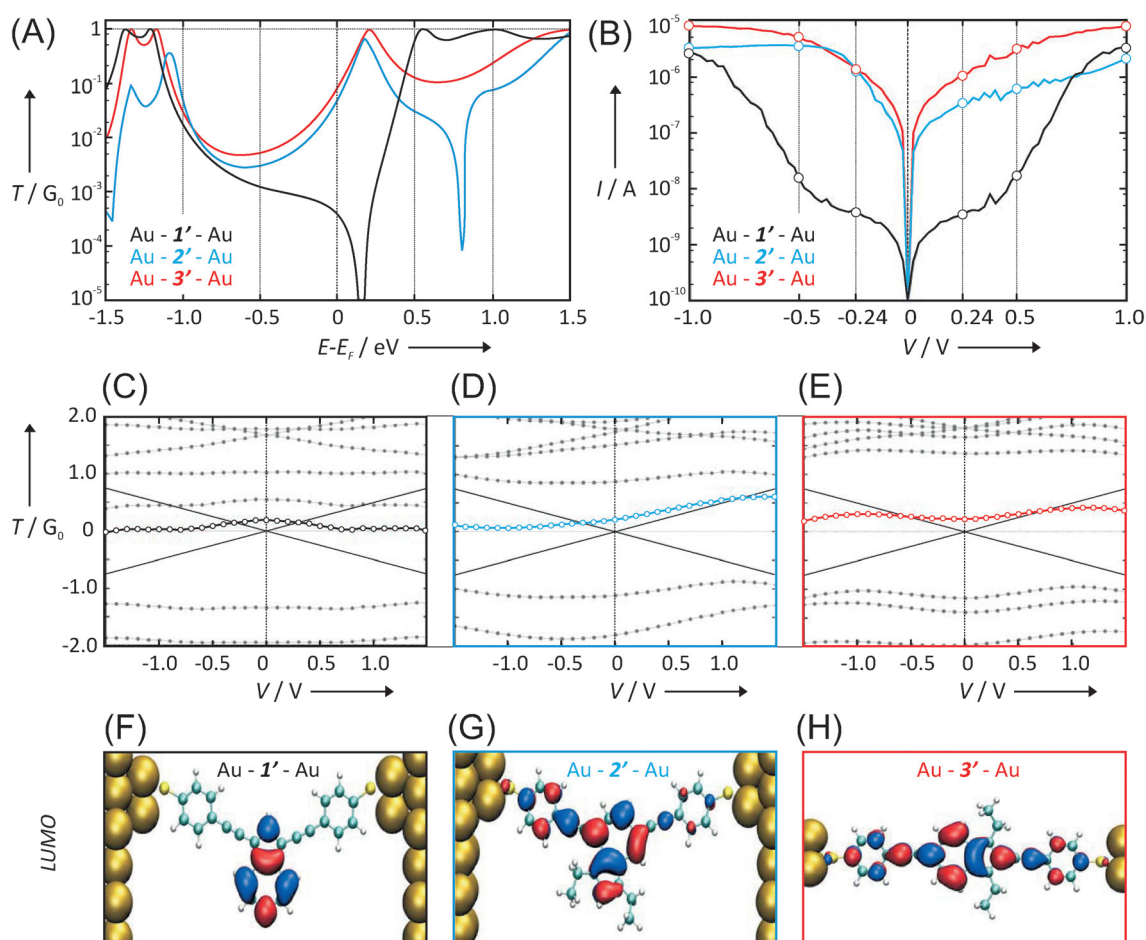 (A)
1
10-1
10-2
10-3
10-4
10-5
T / G0
Au - 1’ - Au
Au - 2’ - Au
Au - 3’ - Au
-1.5 -1.0 -0.5 0 0.5 1.0 1.5
E-EF / eV
(B)
10-5
10-6
10-7
10-8
10-9
10-10
I / A
Au - 1’ - Au
Au - 2’ - Au
Au - 3’ - Au
-1.0 -0.5 -0.24 0 0.24 0.5 1.0
V / V
(C) (D) (E)
2.0
1.0
0
-1.0
-2.0
T / G0
-1.0 -0.5 0 0.5 1.0
-1.0 -0.5 0 0.5 1.0
-1.0 -0.5 0 0.5 1.0
V / V
V / V
V / V
(F) (G) (H)
LUMO
Au - 1’ - Au
Au - 2’ - Au
Au - 3’ - Au